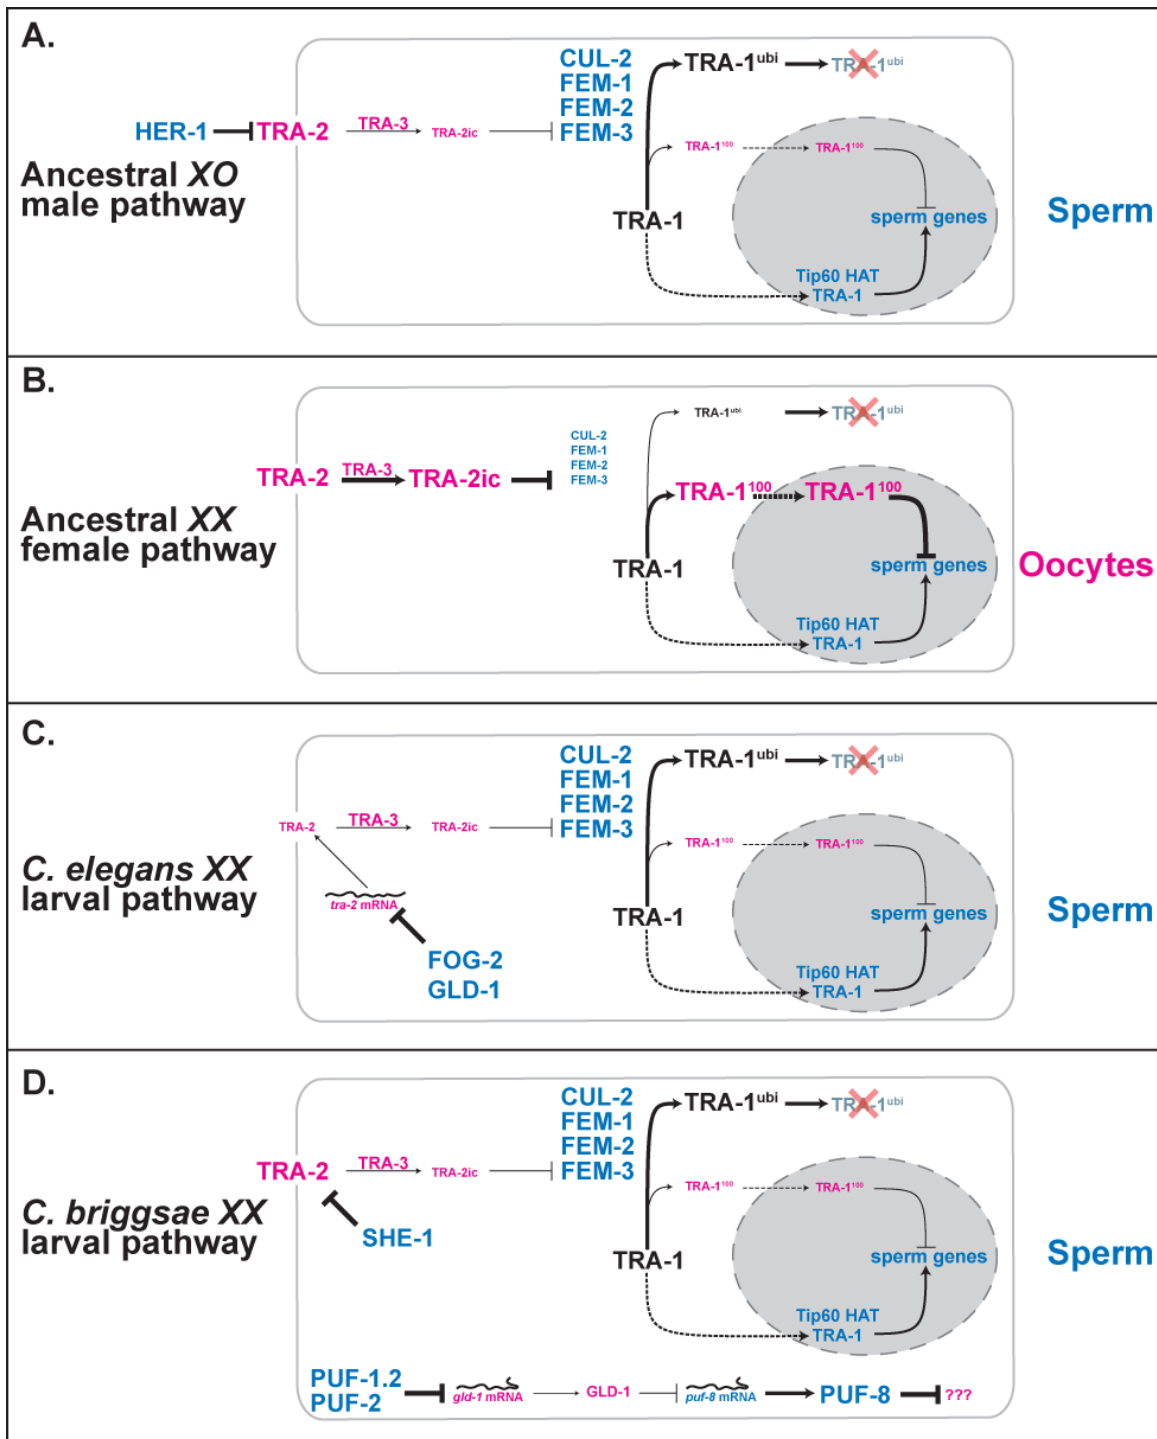 A.
CUL-2
FEM-1
FEM-2
FEM-3
TRA-1ᵘᵇⁱ
TRA-1ᵘᵇⁱ
HER-1
TRA-2
TRA-3
TRA-2ic
TRA-1¹⁰⁰
TRA-1¹⁰⁰
Ancestral XO
male pathway
TRA-1
sperm genes
Sperm
Tip60 HAT
TRA-1
B.
TRA-1ᵘᵇⁱ
TRA-1ᵘᵇⁱ
CUL-2
FEM-1
FEM-2
FEM-3
TRA-2
TRA-3
TRA-2ic
TRA-1¹⁰⁰
TRA-1¹⁰⁰
Ancestral XX
female pathway
TRA-1
sperm genes
Oocytes
Tip60 HAT
TRA-1
C.
CUL-2
FEM-1
FEM-2
FEM-3
TRA-1ᵘᵇⁱ
TRA-1ᵘᵇⁱ
TRA-2
TRA-3
TRA-2ic
TRA-1¹⁰⁰
TRA-1¹⁰⁰
C. elegans XX
larval pathway
tra-2 mRNA
FOG-2
GLD-1
TRA-1
sperm genes
Sperm
Tip60 HAT
TRA-1
D.
CUL-2
FEM-1
FEM-2
FEM-3
TRA-1ᵘᵇⁱ
TRA-1ᵘᵇⁱ
TRA-2
TRA-3
TRA-2ic
TRA-1¹⁰⁰
TRA-1¹⁰⁰
C. briggsae XX
larval pathway
SHE-1
TRA-1
sperm genes
Sperm
Tip60 HAT
TRA-1
PUF-1.2
PUF-2
gld-1 mRNA
GLD-1
puf-8 mRNA
PUF-8
???